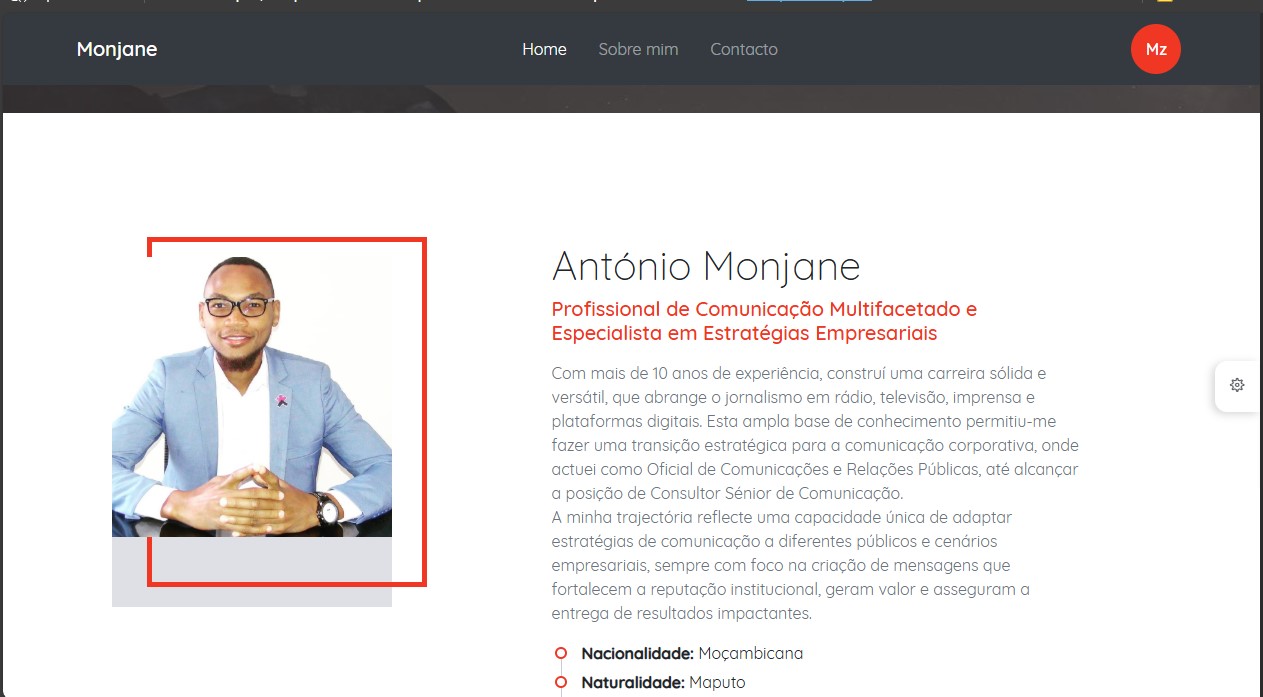 Monjane
Home
Sobre mim
Contacto
Mz
António Monjane
Profissional de Comunicação Multifacetado e
Especialista em Estratégias Empresariais
Com mais de 10 anos de experiência, construí uma carreira sólida e
versátil, que abrange o jornalismo em rádio, televisão, imprensa e
plataformas digitais. Esta ampla base de conhecimento permitiu-me
fazer uma transição estratégica para a comunicação corporativa, onde
actuei como Oficial de Comunicações e Relações Públicas, até alcançar
a posição de Consultor Sénior de Comunicação.
A minha trajectória reflecte uma capacidade única de adaptar
estratégias de comunicação a diferentes públicos e cenários
empresariais, sempre com foco na criação de mensagens que
fortalecem a reputação institucional, geram valor e asseguram a
entrega de resultados impactantes.
Nacionalidade: Moçambicana
Naturalidade: Maputo